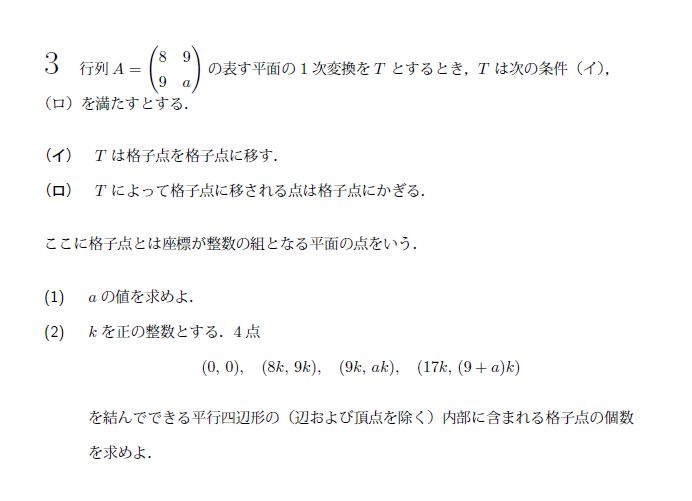 3 行列 $A = \begin{pmatrix} 8 & 9 \\ 9 & a \end{pmatrix}$ の表す平面の 1 次変換を $T$ とするとき，$T$ は次の条件（イ），
（ロ）を満たすとする．
（イ） $T$ は格子点を格子点に移す．
（ロ） $T$ によって格子点に移される点は格子点にかぎる．
ここに格子点とは座標が整数の組となる平面の点をいう．
(1) $a$ の値を求めよ．
(2) $k$ を正の整数とする．4 点
$(0, 0), \quad (8k, 9k), \quad (9k, ak), \quad (17k, (9 + a)k)$
を結んでできる平行四辺形の（辺および頂点を除く）内部に含まれる格子点の個数
を求めよ．